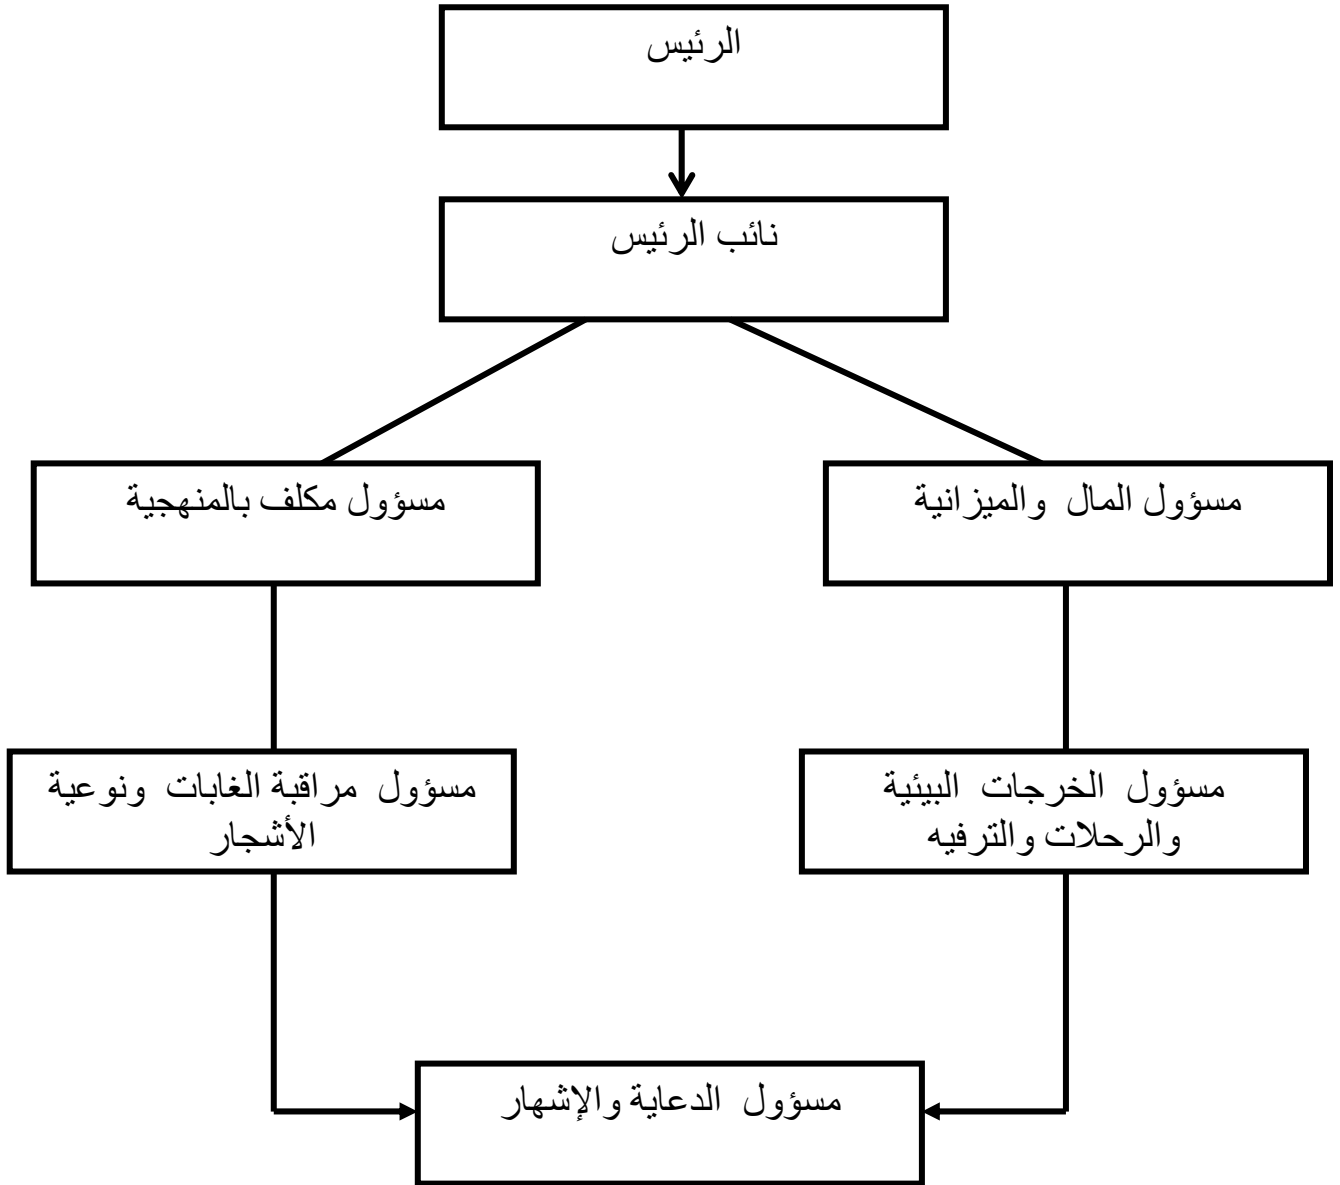 الرئيس
نائب الرئيس
مسؤول المال والميزانية
مسؤول مكلف بالمنهجية
مسؤول الخرجات البيئية
والرحلات والترفيه
مسؤول مراقبة الغابات ونوعية
الأشجار
مسؤول الدعاية والإشهار